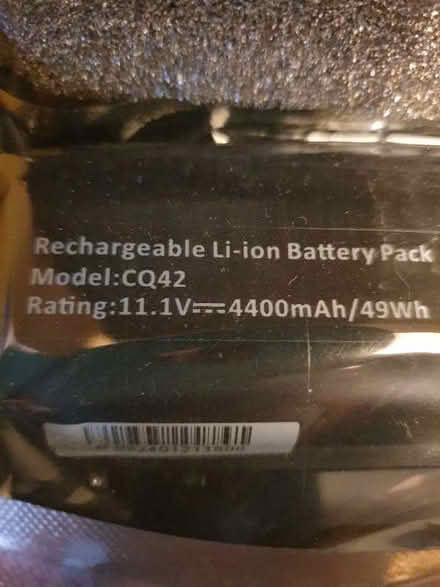 Rechargeable Li-ion Battery Pack
Model:CQ42
Rating:11.1V⎓4400mAh/49Wh